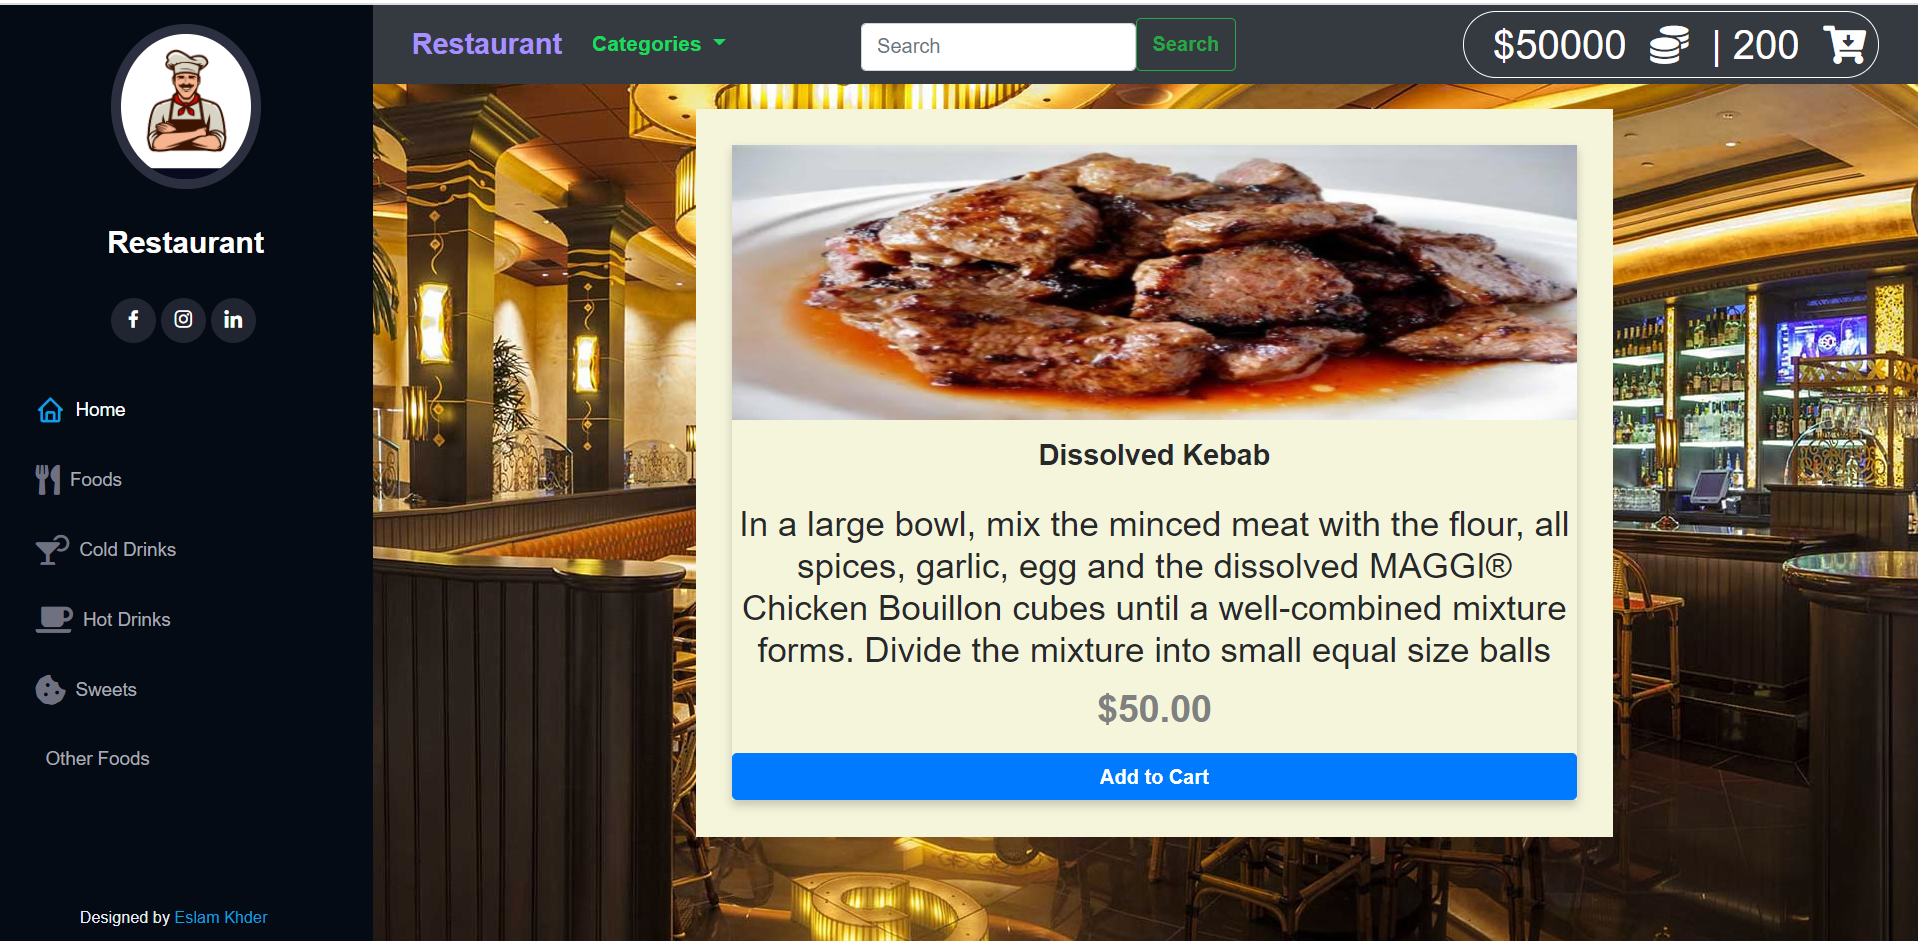 Restaurant
Home
Foods
Cold Drinks
Hot Drinks
Sweets
Other Foods
Designed by Eslam Khder
Restaurant
Categories
Search
Search
$50000 | 200
Dissolved Kebab
In a large bowl, mix the minced meat with the flour, all
spices, garlic, egg and the dissolved MAGGI®
Chicken Bouillon cubes until a well-combined mixture
forms. Divide the mixture into small equal size balls
$50.00
Add to Cart